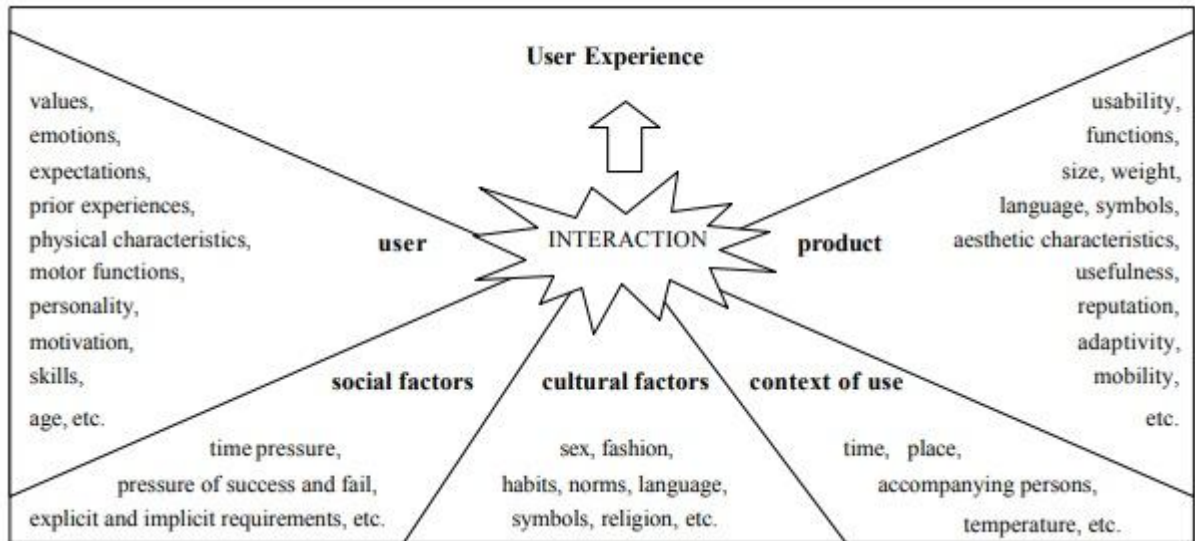 User Experience
values,
emotions,
expectations,
prior experiences,
physical characteristics,
motor functions,
personality,
motivation,
skills,
age, etc.
user
INTERACTION
product
usability,
functions,
size, weight,
language, symbols,
aesthetic characteristics,
usefulness,
reputation,
adaptivity,
mobility,
etc.
social factors
time pressure,
pressure of success and fail,
explicit and implicit requirements, etc.
cultural factors
sex, fashion,
habits, norms, language,
symbols, religion, etc.
context of use
time, place,
accompanying persons,
temperature, etc.